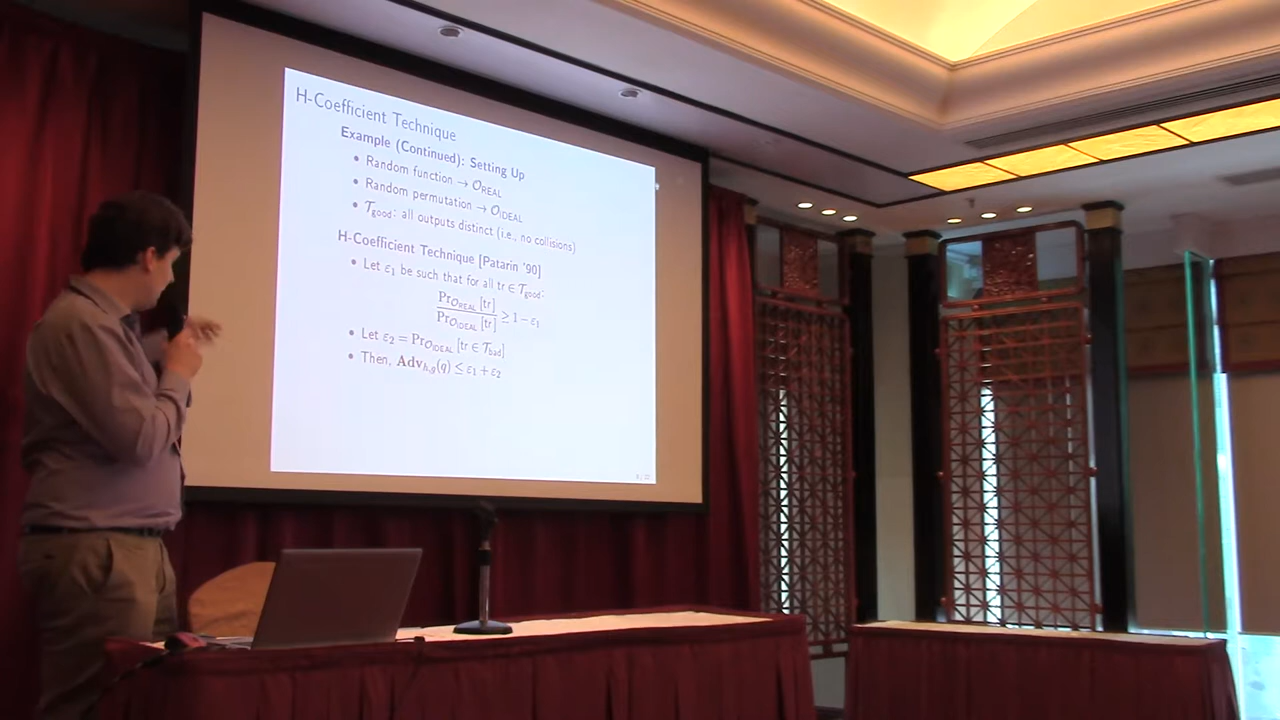 H-Coefficient Technique
Example (Continued): Setting Up
• Random function → O_REAL
• Random permutation → O_IDEAL
• T_good: all outputs distinct (i.e., no collisions)
H-Coefficient Technique [Patarin '90]
• Let ε₁ be such that for all tr ∈ T_good:
Pr_O_REAL [tr] / Pr_O_IDEAL [tr] ≥ 1 − ε₁
• Let ε₂ = Pr_O_IDEAL [tr ∈ T_bad]
• Then, Adv_h,g(q) ≤ ε₁ + ε₂